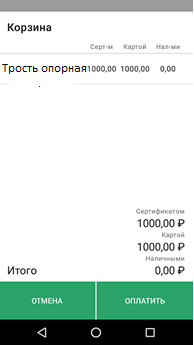 Корзина
Серт-м Картой Нал-ми
Трость опорная 1000,00 1000,00 0,00
Сертификатом
1000,00 ₽
Картой
1000,00 ₽
Наличными
Итого 0,00 ₽
ОТМЕНА ОПЛАТИТЬ